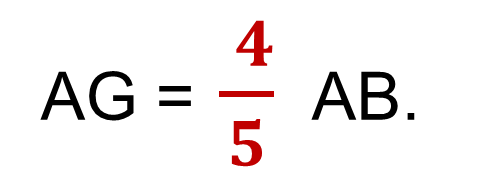 AG = 4/5 AB.